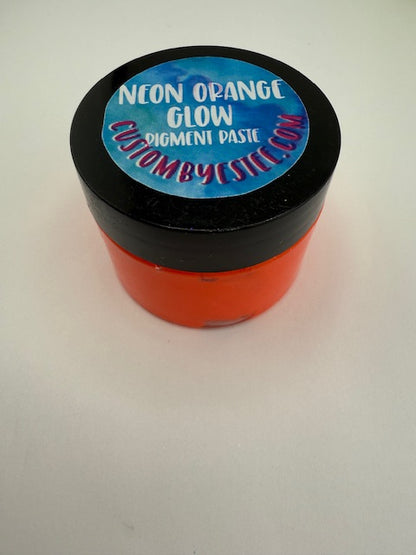 NEON ORANGE
GLOW
PIGMENT PASTE
CUSTOMBYESTEE.COM